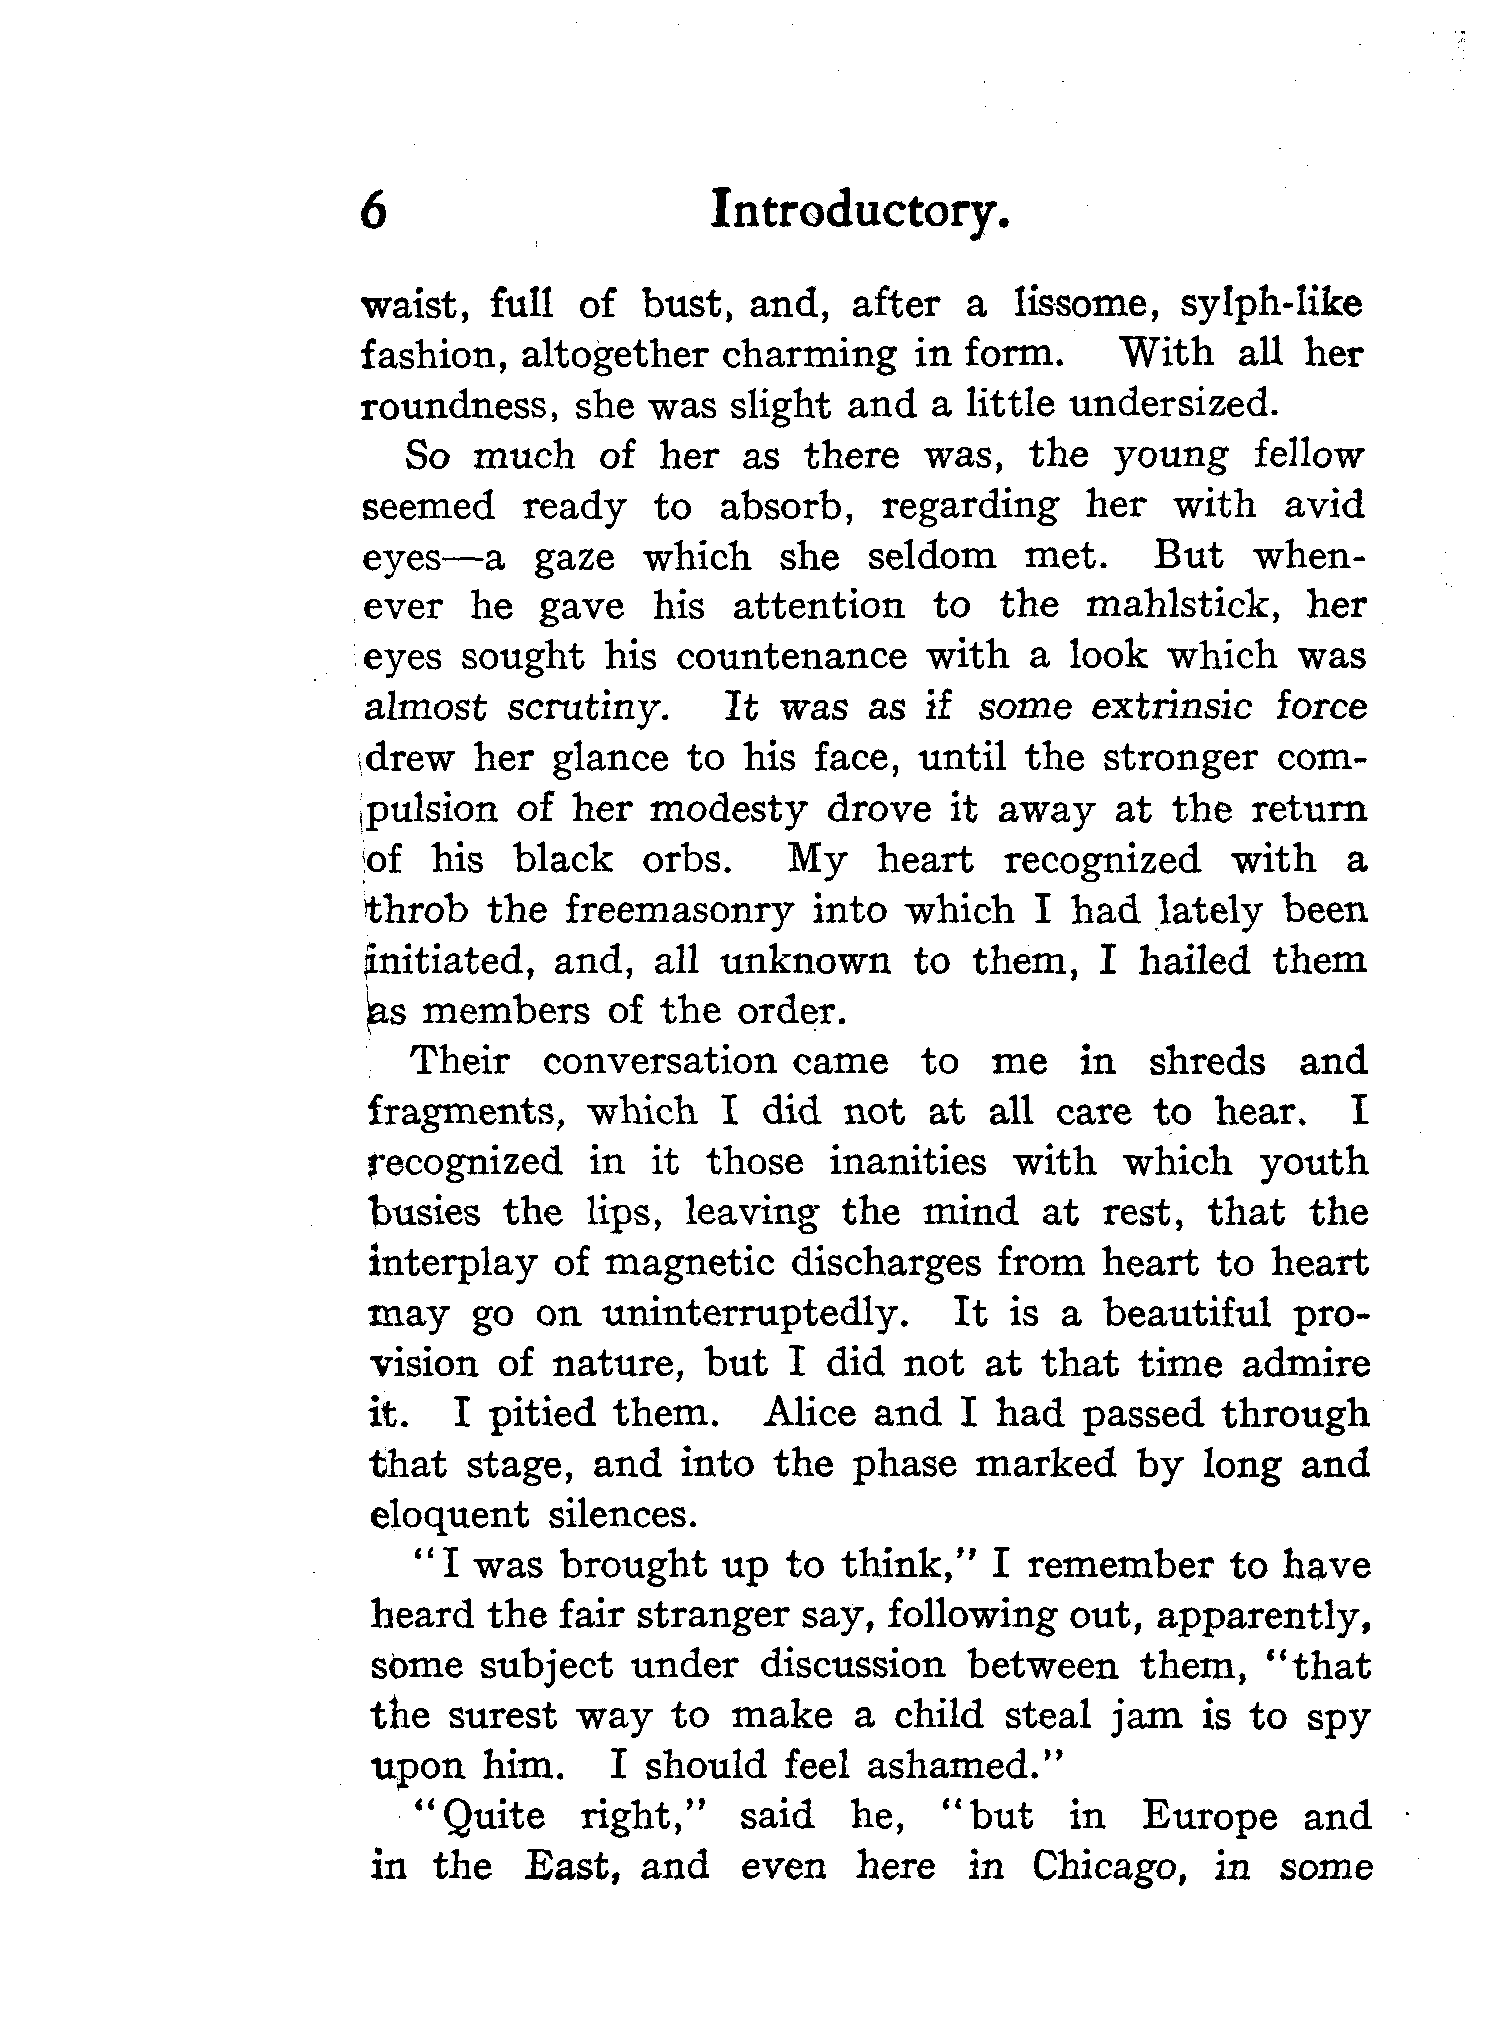 6 Introductory.
waist, full of bust, and, after a lissome, sylph-like
fashion, altogether charming in form. With all her
roundness, she was slight and a little undersized.
So much of her as there was, the young fellow
seemed ready to absorb, regarding her with avid
eyes—a gaze which she seldom met. But when-
ever he gave his attention to the mahlstick, her
eyes sought his countenance with a look which was
almost scrutiny. It was as if some extrinsic force
drew her glance to his face, until the stronger com-
pulsion of her modesty drove it away at the return
of his black orbs. My heart recognized with a
throb the freemasonry into which I had lately been
initiated, and, all unknown to them, I hailed them
as members of the order.
Their conversation came to me in shreds and
fragments, which I did not at all care to hear. I
recognized in it those inanities with which youth
busies the lips, leaving the mind at rest, that the
interplay of magnetic discharges from heart to heart
may go on uninterruptedly. It is a beautiful pro-
vision of nature, but I did not at that time admire
it. I pitied them. Alice and I had passed through
that stage, and into the phase marked by long and
eloquent silences.
"I was brought up to think," I remember to have
heard the fair stranger say, following out, apparently,
some subject under discussion between them, "that
the surest way to make a child steal jam is to spy
upon him. I should feel ashamed."
"Quite right," said he, "but in Europe and
in the East, and even here in Chicago, in some